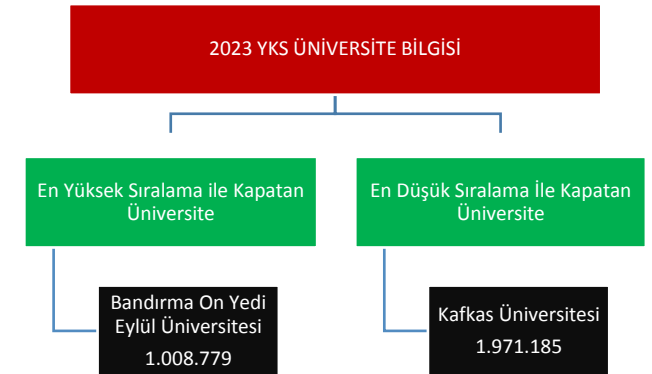 2023 YKS ÜNİVERSİTE BİLGİSİ
En Yüksek Sıralama ile Kapatan
Üniversite
En Düşük Sıralama İle Kapatan
Üniversite
Bandırma On Yedi
Eylül Üniversitesi
1.008.779
Kafkas Üniversitesi
1.971.185